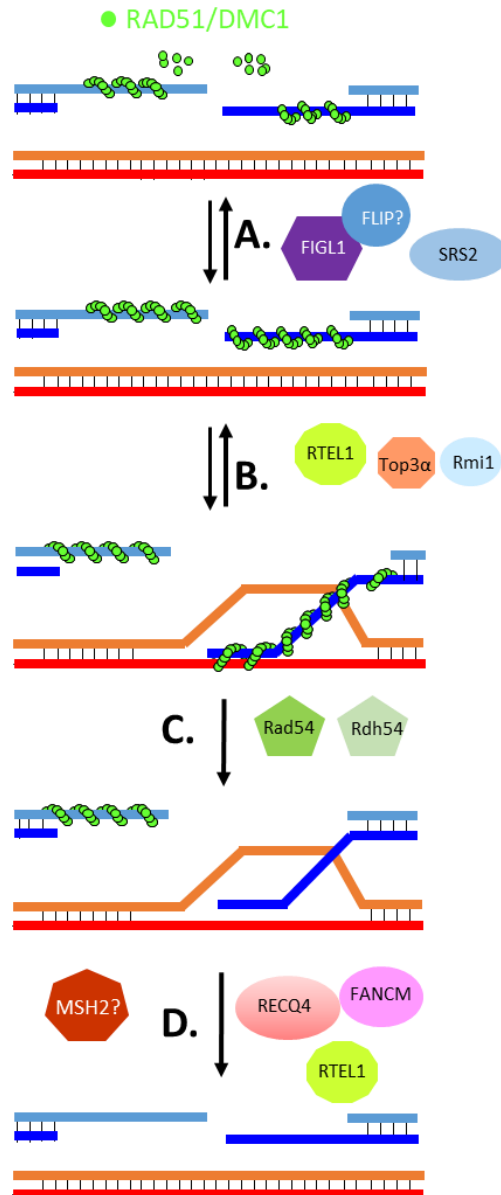 RAD51/DMC1
A.
FLIP?
FIGL1
SRS2
B.
RTEL1
Top3α
Rmi1
C.
Rad54
Rdh54
D.
MSH2?
RECQ4
FANCM
RTEL1